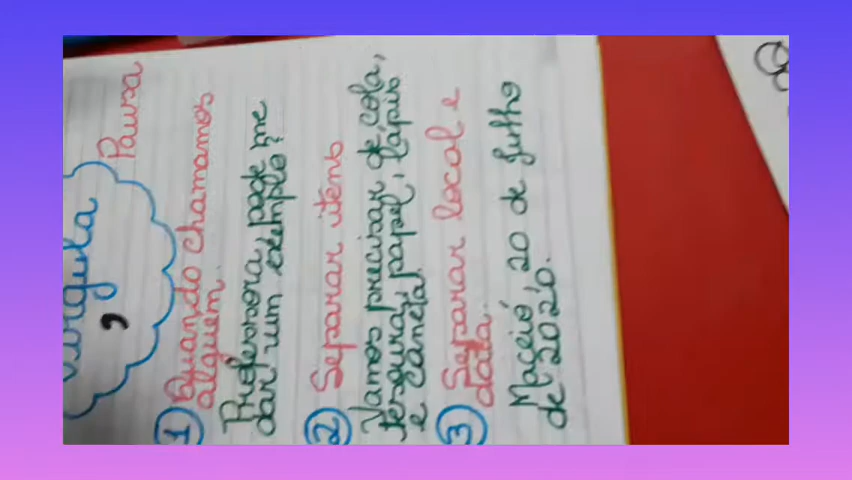 Vírgula
,
Pausa
1 Quando chamamos
alguém.
Professora, pode me
dar um exemplo?
2 Separar itens
Vamos precisar de cola,
tesoura, papel, lápis
e caneta.
3 Separar local e
data.
Maceió, 20 de julho
de 2020.